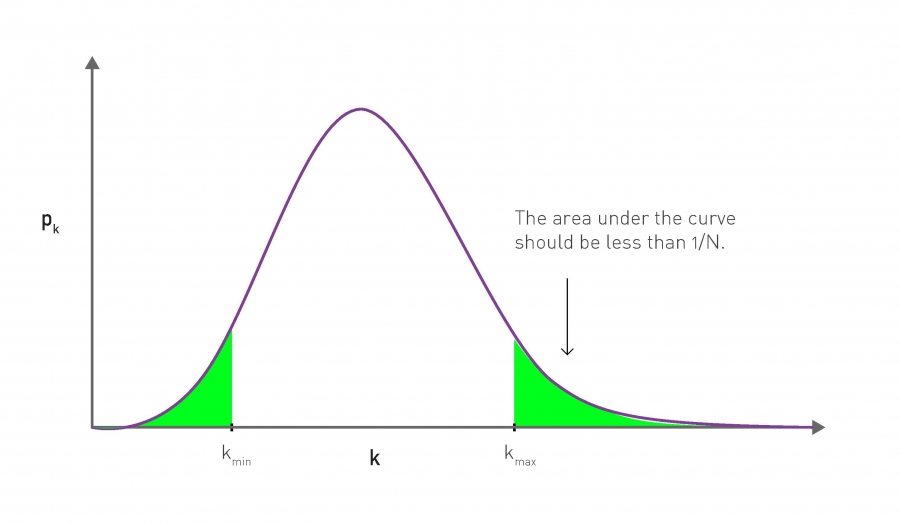 p_k
The area under the curve
should be less than 1/N.
k_min
k
k_max